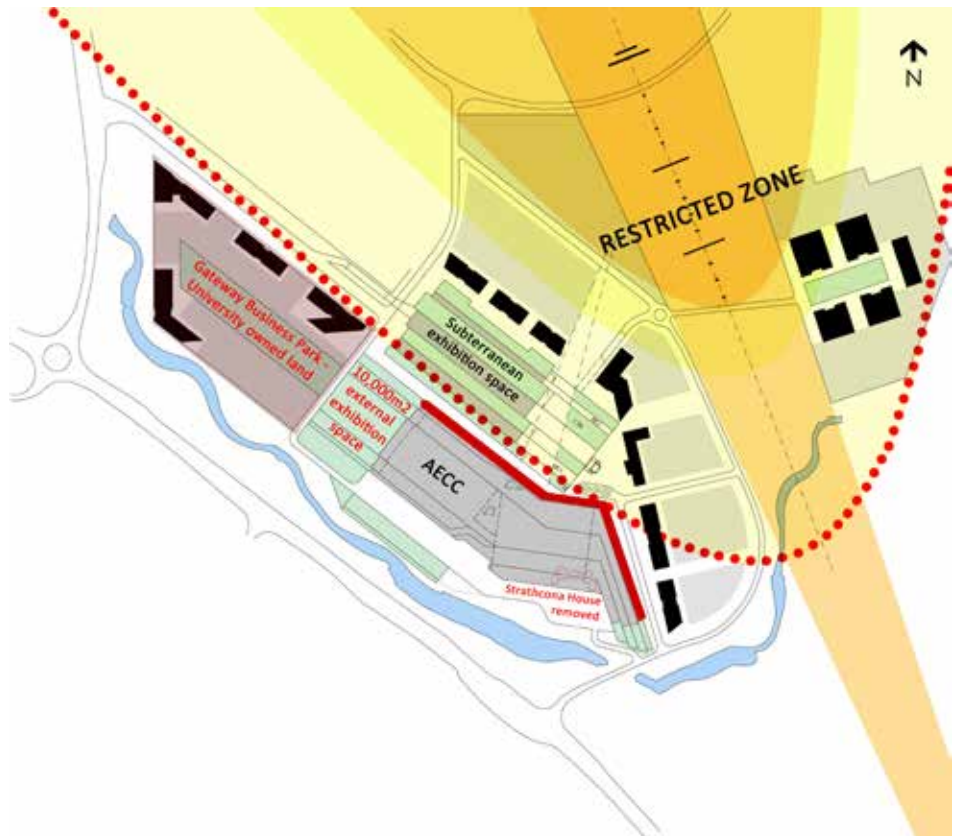 N
RESTRICTED ZONE
Gateway Business Park -
University owned land
Subterranean
exhibition space
10,000m2
external
exhibition
space
AECC
Strathcona House
removed